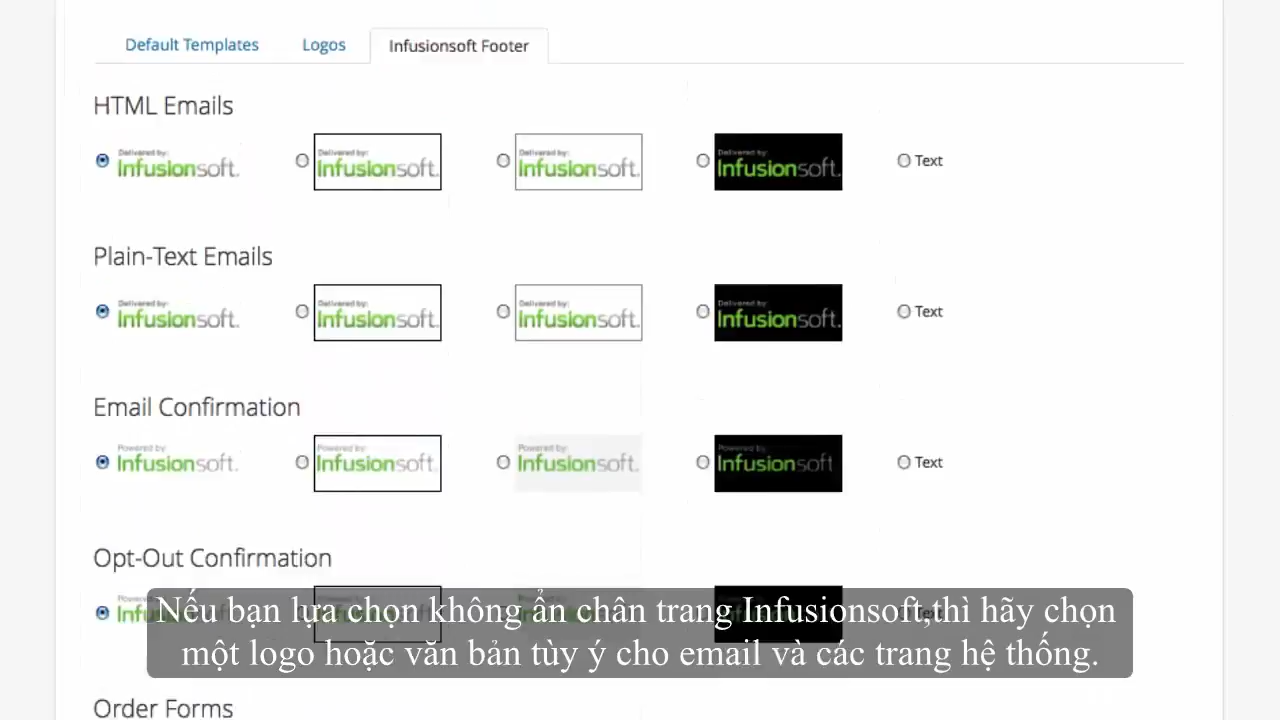 Default Templates Logos Infusionsoft Footer
HTML Emails
Delivered by: Delivered by: Delivered by: Delivered by:
Infusionsoft. Infusionsoft. Infusionsoft. Infusionsoft. Text
Plain-Text Emails
Delivered by: Delivered by: Delivered by: Delivered by:
Infusionsoft. Infusionsoft. Infusionsoft. Infusionsoft. Text
Email Confirmation
Powered by: Powered by: Powered by: Powered by:
Infusionsoft. Infusionsoft. Infusionsoft. Infusionsoft Text
Opt-Out Confirmation
Nếu bạn lựa chọn không ẩn chân trang Infusionsoft,thì hãy chọn
một logo hoặc văn bản tùy ý cho email và các trang hệ thống.
Order Forms